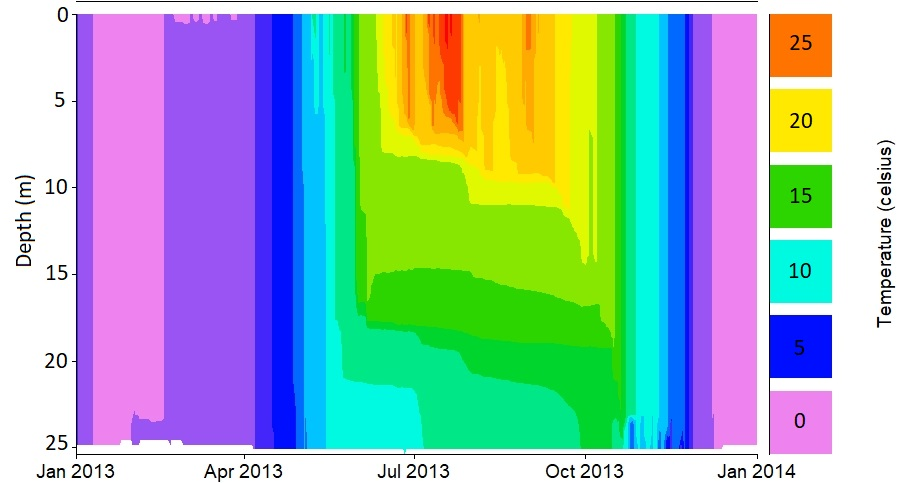 0
5
10
15
20
25
Depth (m)
Jan 2013
Apr 2013
Jul 2013
Oct 2013
Jan 2014
25
20
15
10
5
0
Temperature (celsius)